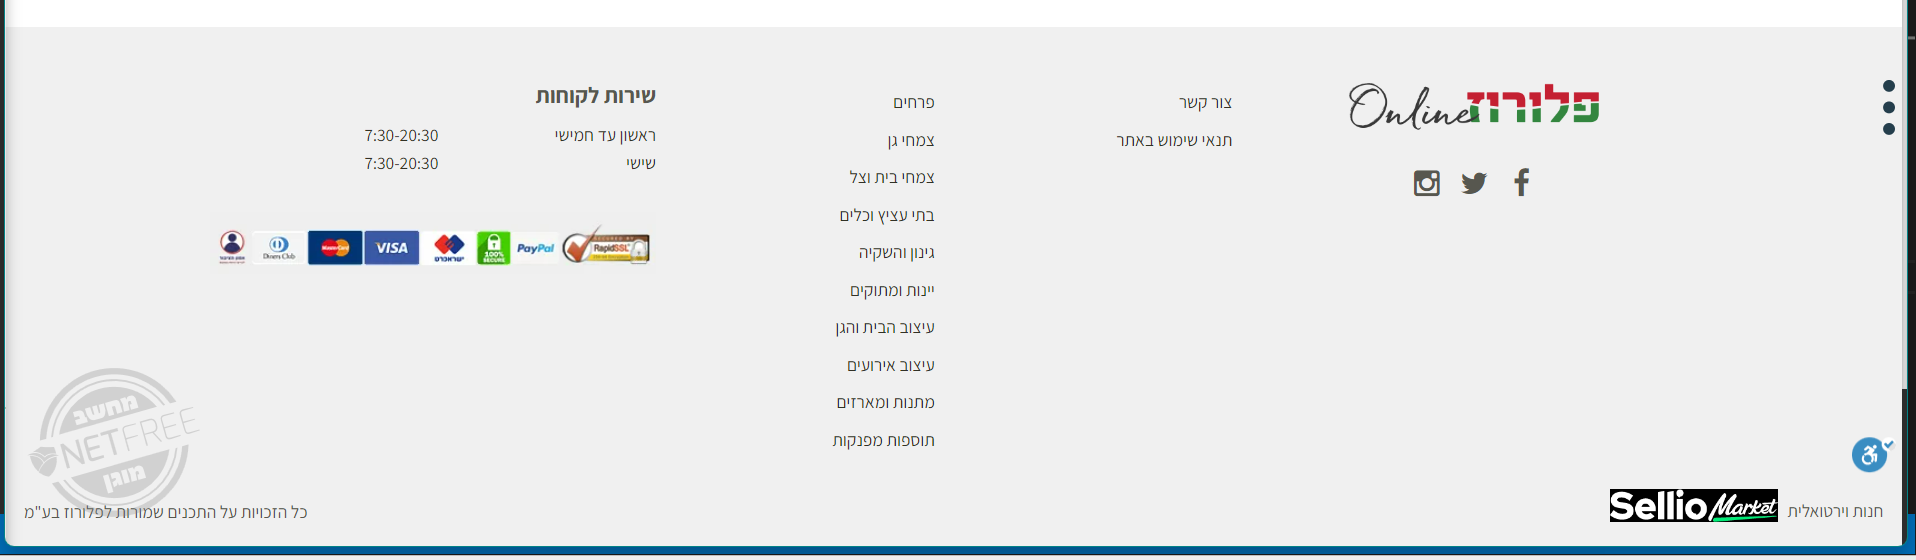 פלורוז Online
צור קשר
תנאי שימוש באתר
פרחים
צמחי גן
צמחי בית וצל
בתי עציץ וכלים
גינון והשקיה
יינות ומתוקים
עיצוב הבית והגן
עיצוב אירועים
מתנות ומארזים
תוספות מפנקות
שירות לקוחות
ראשון עד חמישי 7:30-20:30
שישי 7:30-20:30
RapidSSL
PayPal
100% SECURE
ישראכרט
VISA
MasterCard
Diners Club
מחשב
NETFREE
מוגן
חנות וירטואלית Sellio Market
כל הזכויות על התכנים שמורות לפלורוז בע"מ